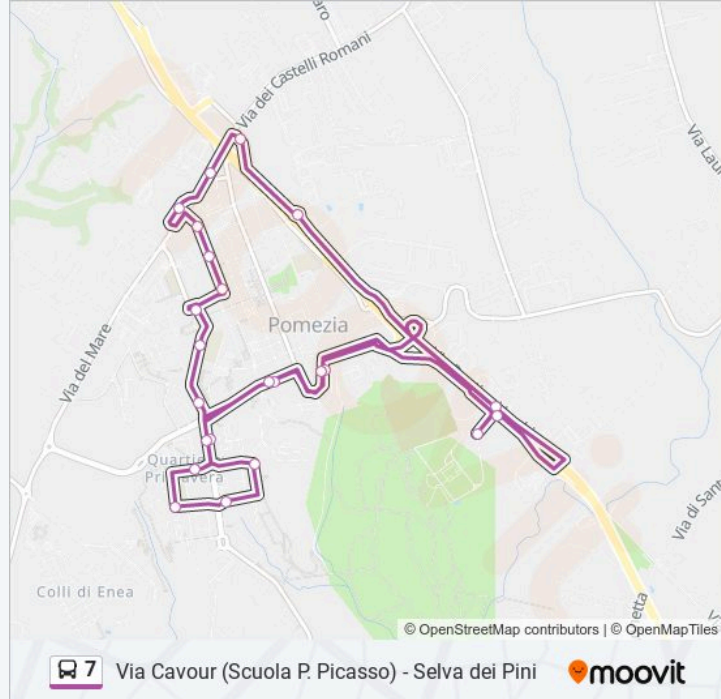 aro
Via dei Castelli Romani
Via Lau
Pomezia
Via del Mare
Quartie
Pri avera
Via di San
Colli di Enea
etta
© OpenStreetMap contributors | © OpenMapTiles
7 Via Cavour (Scuola P. Picasso) - Selva dei Pini
moovit